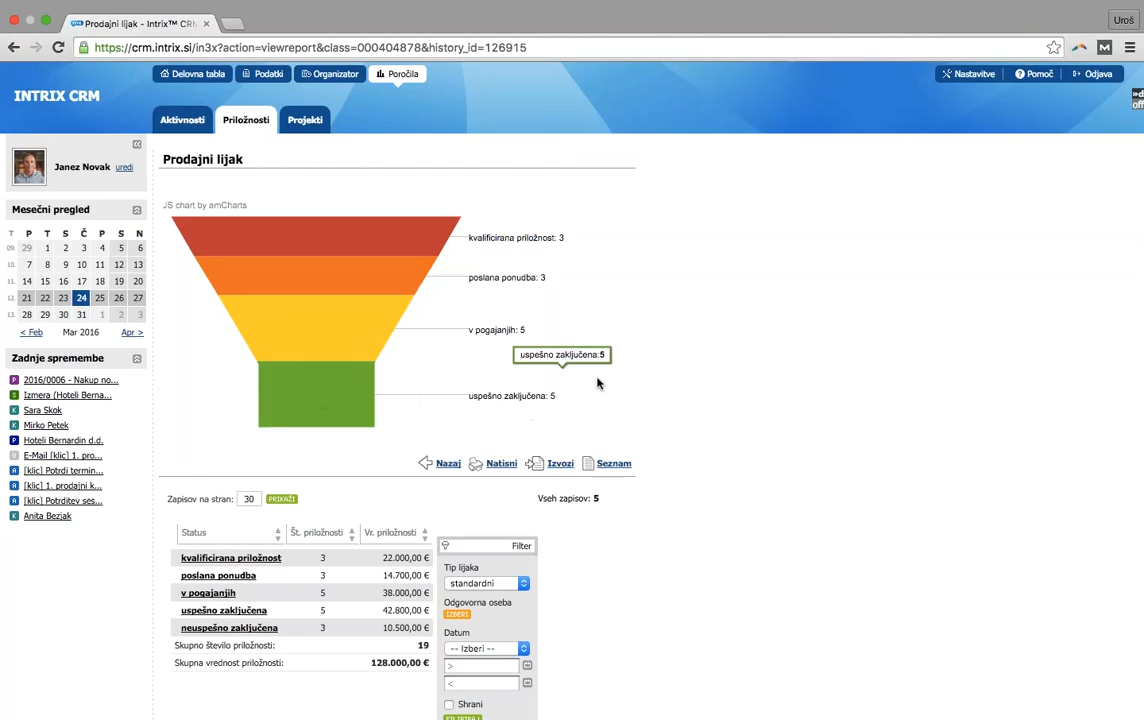 Prodajni lijak - Intrix™ CRM
Uroš
https://crm.intrix.si/in3x?action=viewreport&class=000404878&history_id=126915
Delovna tabla Podatki Organizator Poročila
Nastavitve Pomoč Odjava
INTRIX CRM
Aktivnosti Priložnosti Projekti
off
Janez Novak uredi
Mesečni pregled
T P T S Č P S N
09. 29 1 2 3 4 5 6
10. 7 8 9 10 11 12 13
11. 14 15 16 17 18 19 20
12. 21 22 23 24 25 26 27
13. 28 29 30 31 1 2 3
< Feb Mar 2016 Apr >
Zadnje spremembe
P 2016/0006 - Nakup no...
S Izmera (Hoteli Berna...
K Sara Skok
K Mirko Petek
P Hoteli Bernardin d.d.
E-Mail [klic] 1. pro...
A [klic] Potrdi termin...
A [klic] 1. prodajni k...
A [klic] Potrditev ses...
K Anita Bezjak
Prodajni lijak
JS chart by amCharts
kvalificirana priložnost: 3
poslana ponudba: 3
v pogajanjih: 5
uspešno zaključena:5
uspešno zaključena: 5
Nazaj Natisni Izvozi Seznam
Zapisov na stran: 30 PRIKAŽI Vseh zapisov: 5
Status Št. priložnosti Vr. priložnosti
kvalificirana priložnost 3 22.000,00 €
poslana ponudba 3 14.700,00 €
v pogajanjih 5 38.000,00 €
uspešno zaključena 5 42.800,00 €
neuspešno zaključena 3 10.500,00 €
Skupno število priložnosti: 19
Skupna vrednost priložnosti: 128.000,00 €
Filter
Tip lijaka
standardni
Odgovorna oseba
IZBERI
Datum
-- Izberi --
>
<
Shrani
FILTRIRAJ